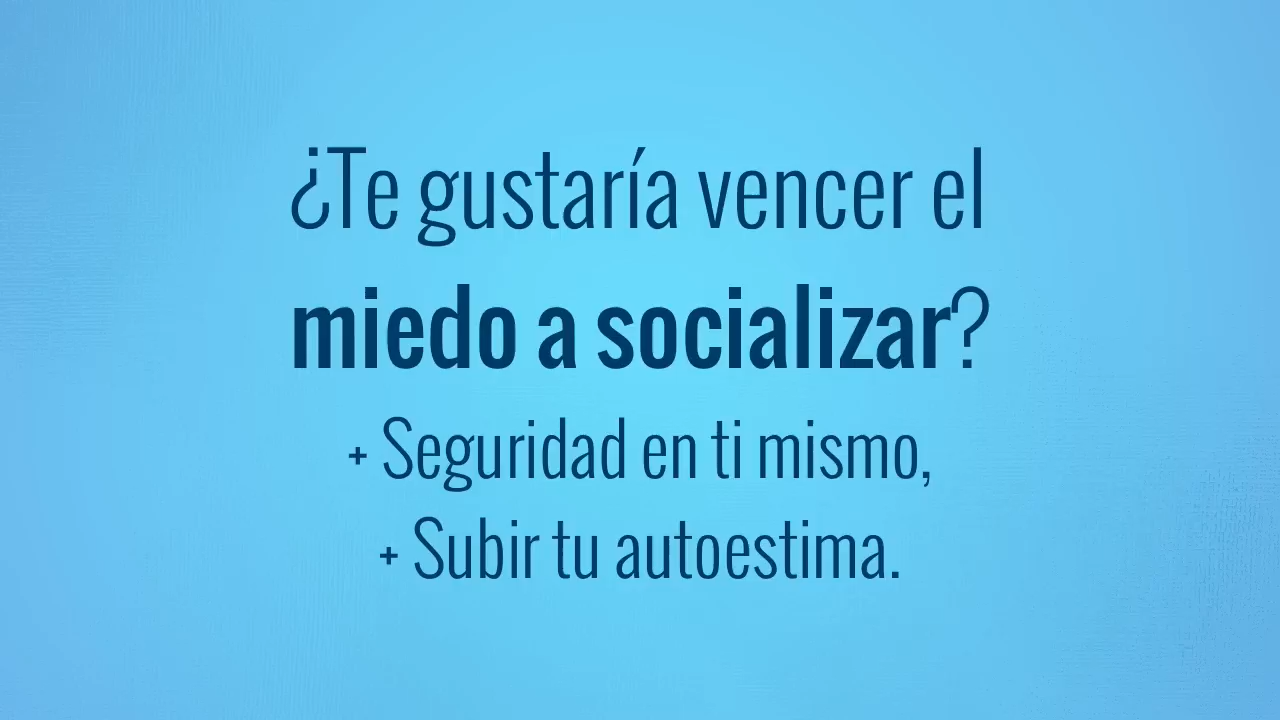 ¿Te gustaría vencer el
miedo a socializar?
+ Seguridad en ti mismo,
+ Subir tu autoestima.